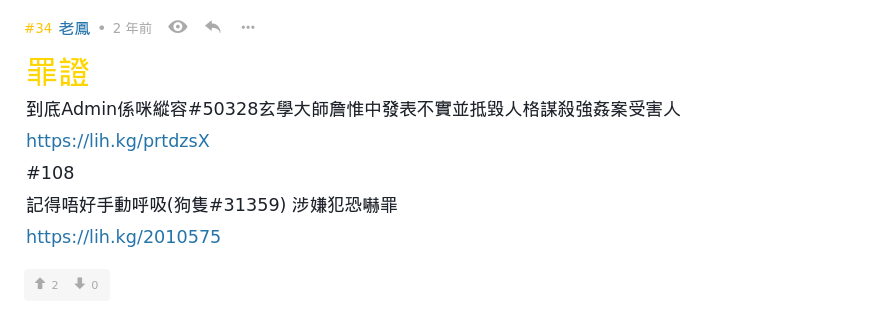 #34 老鳳 • 2 年前
罪證
到底Admin係咪縱容#50328玄學大師詹惟中發表不實並抵毀人格謀殺強姦案受害人
https://lih.kg/prtdzsX
#108
記得唔好手動呼吸(狗隻#31359) 涉嫌犯恐嚇罪
https://lih.kg/2010575
2 0